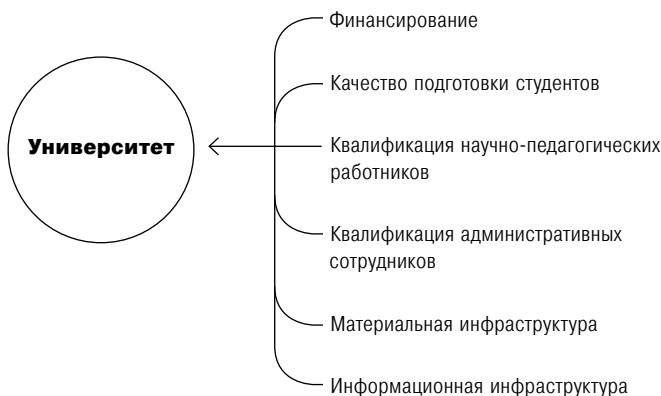 Финансирование
Качество подготовки студентов
Университет
Квалификация научно-педагогических
работников
Квалификация административных
сотрудников
Материальная инфраструктура
Информационная инфраструктура